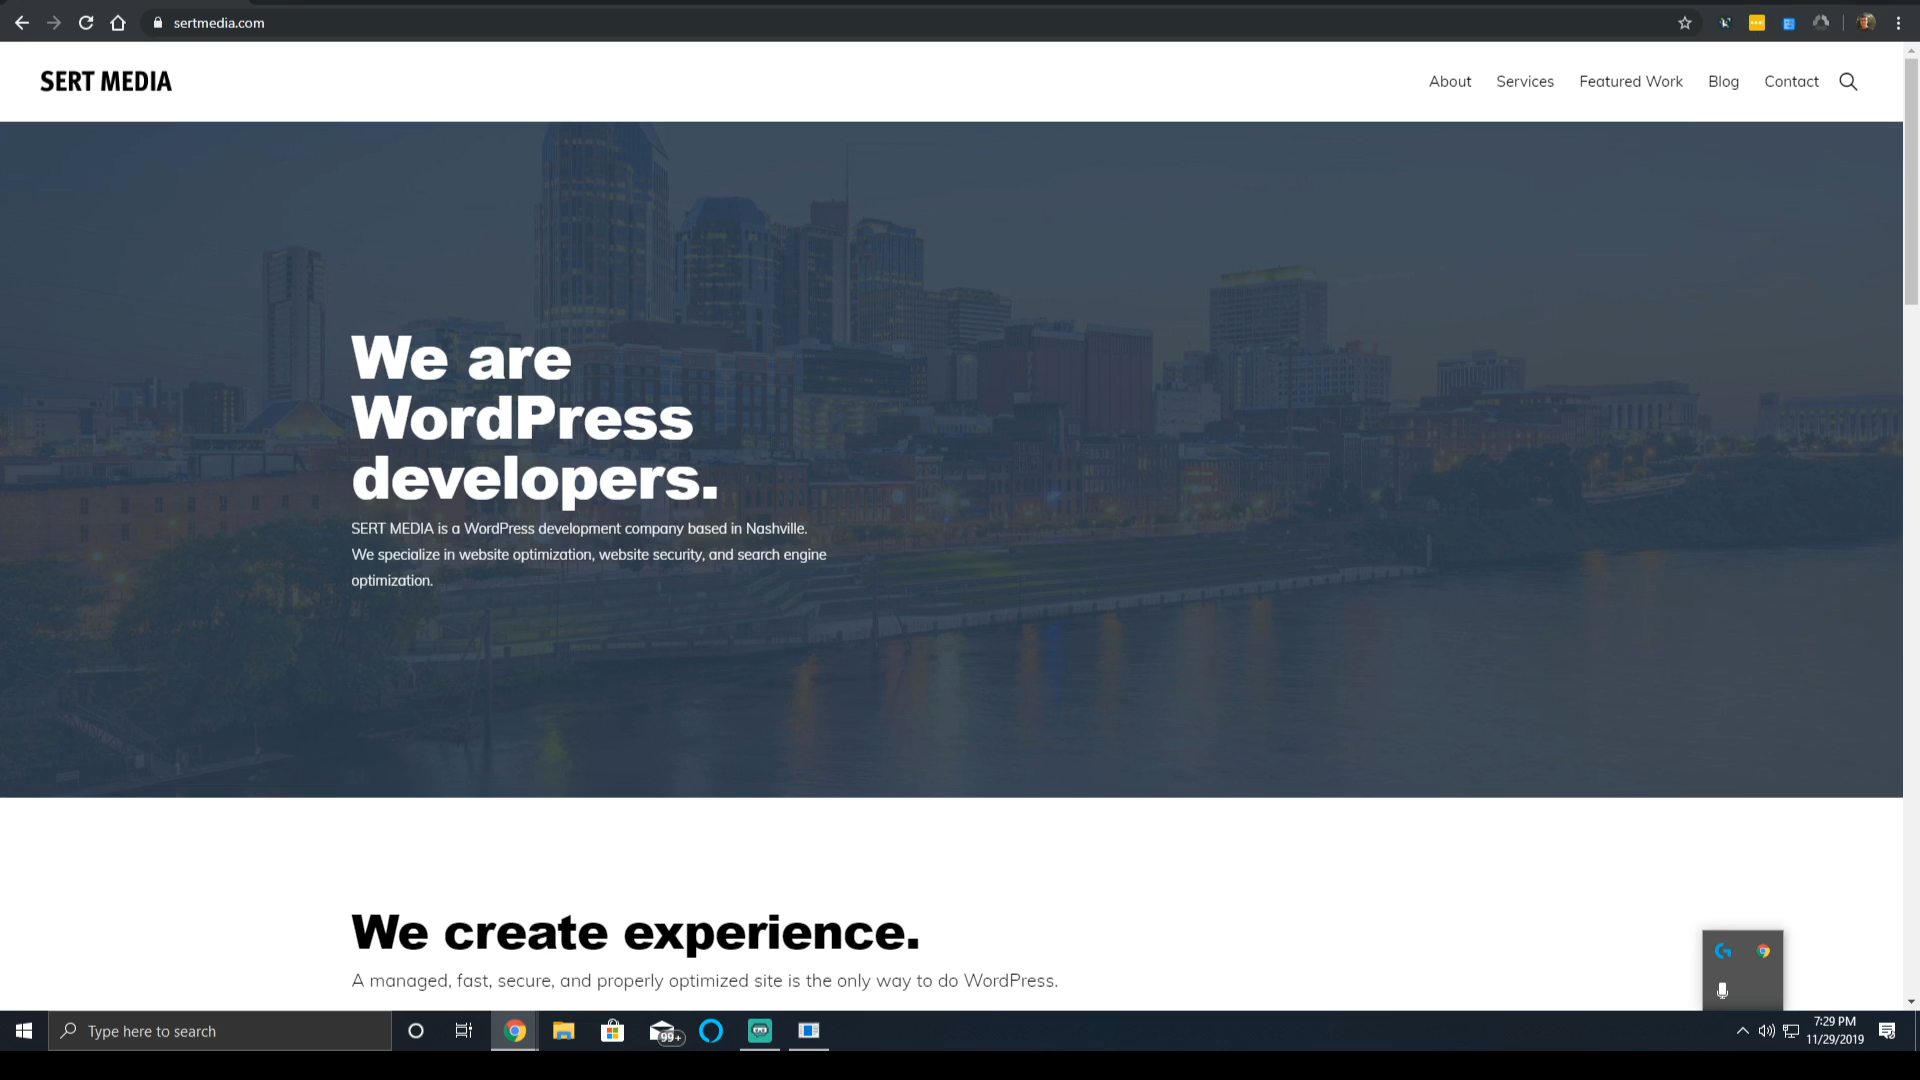 sertmedia.com
SERT MEDIA
About Services Featured Work Blog Contact
We are
WordPress
developers.
SERT MEDIA is a WordPress development company based in Nashville.
We specialize in website optimization, website security, and search engine
optimization.
We create experience.
A managed, fast, secure, and properly optimized site is the only way to do WordPress.
Type here to search
99+
7:29 PM
11/29/2019